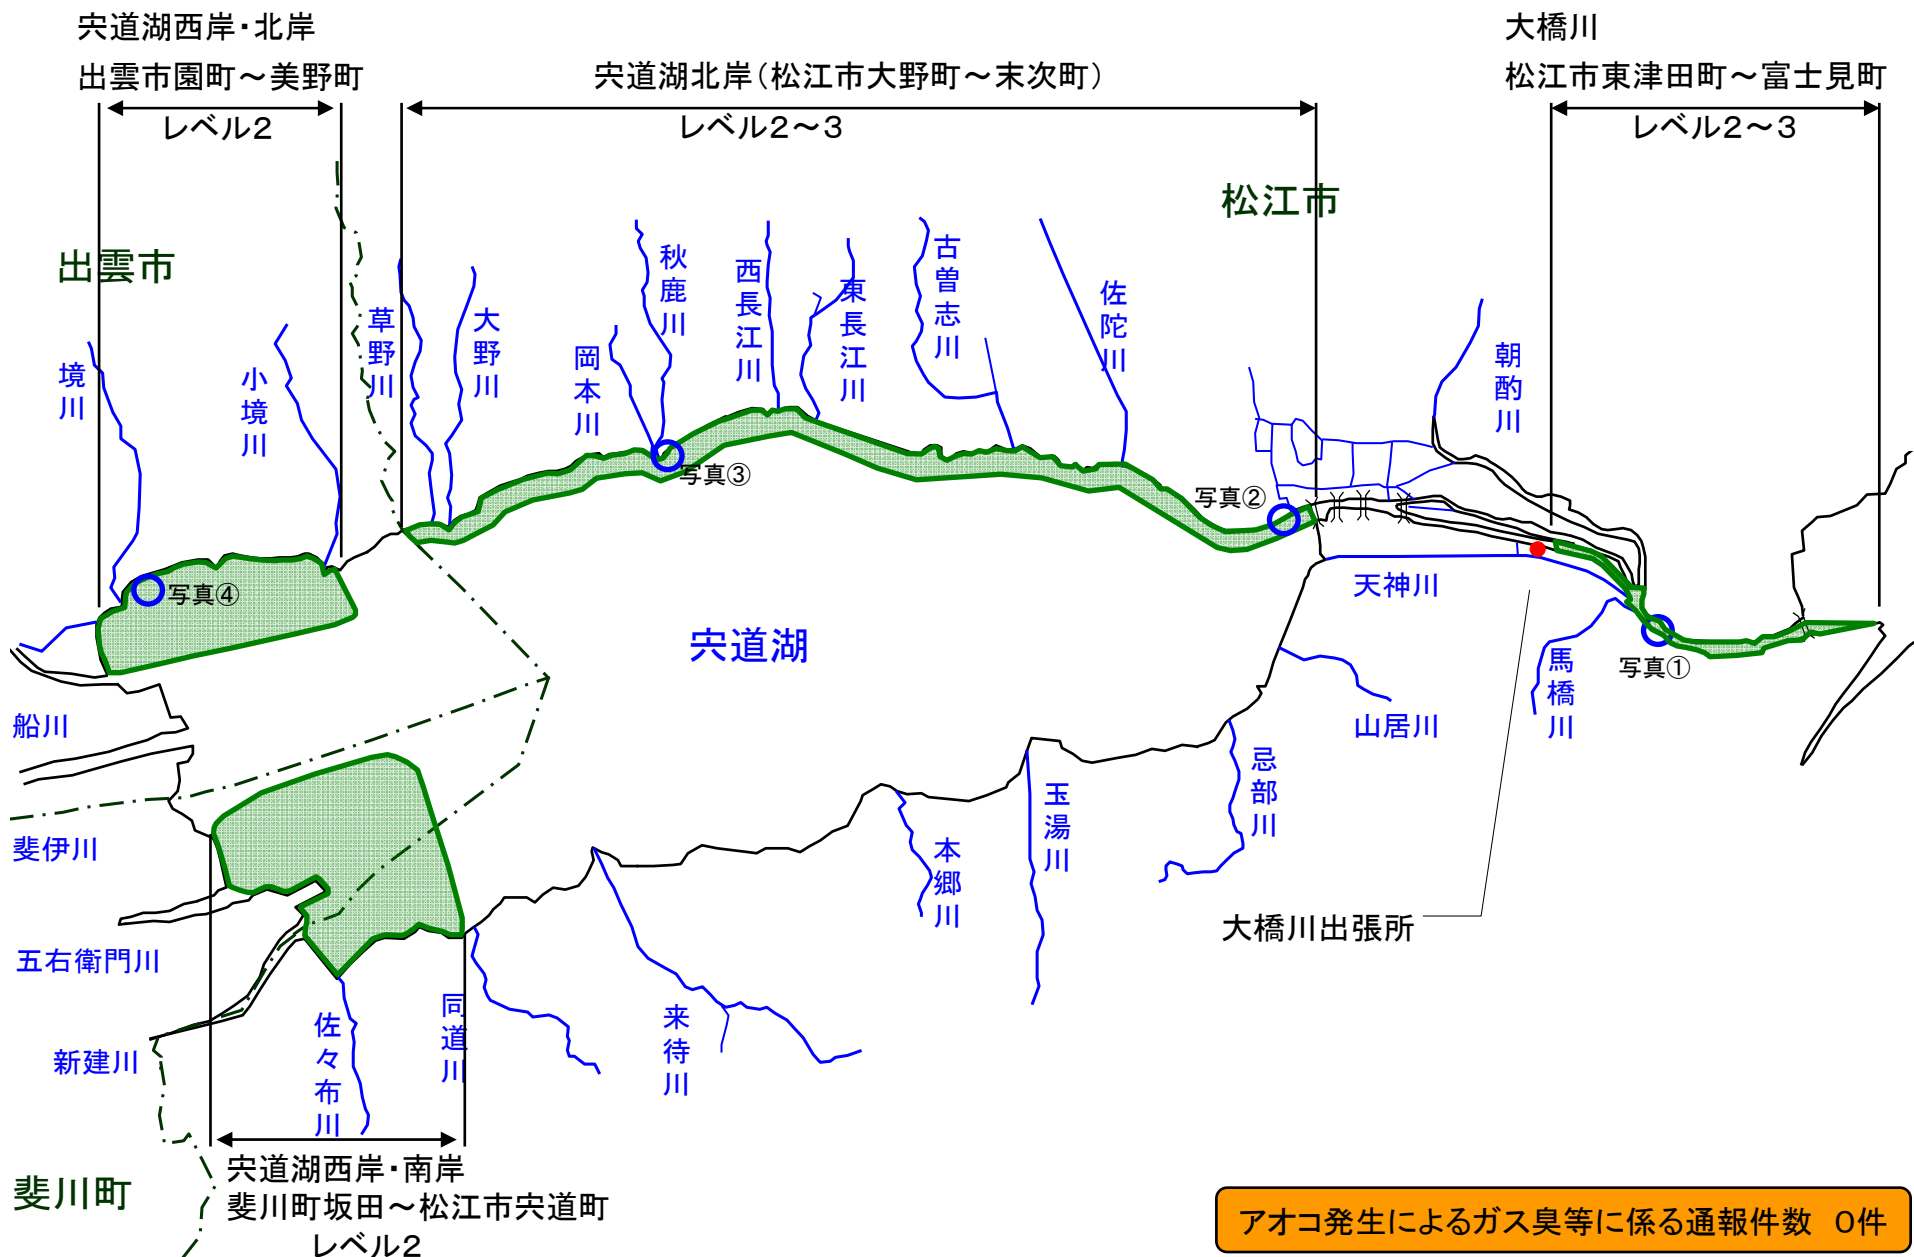 宍道湖西岸・北岸
出雲市園町～美野町
レベル2
宍道湖北岸(松江市大野町～末次町)
レベル2～3
大橋川
松江市東津田町～富士見町
レベル2～3
松江市
出雲市
境川
小境川
草野川
大野川
岡本川
秋鹿川
西長江川
東長江川
古曽志川
佐陀川
朝酌川
写真③
写真②
写真④
写真①
宍道湖
天神川
馬橋川
山居川
忌部川
玉湯川
本郷川
船川
斐伊川
五右衛門川
新建川
佐々布川
同道川
来待川
大橋川出張所
斐川町
宍道湖西岸・南岸
斐川町坂田～松江市宍道町
レベル2
アオコ発生によるガス臭等に係る通報件数　0件